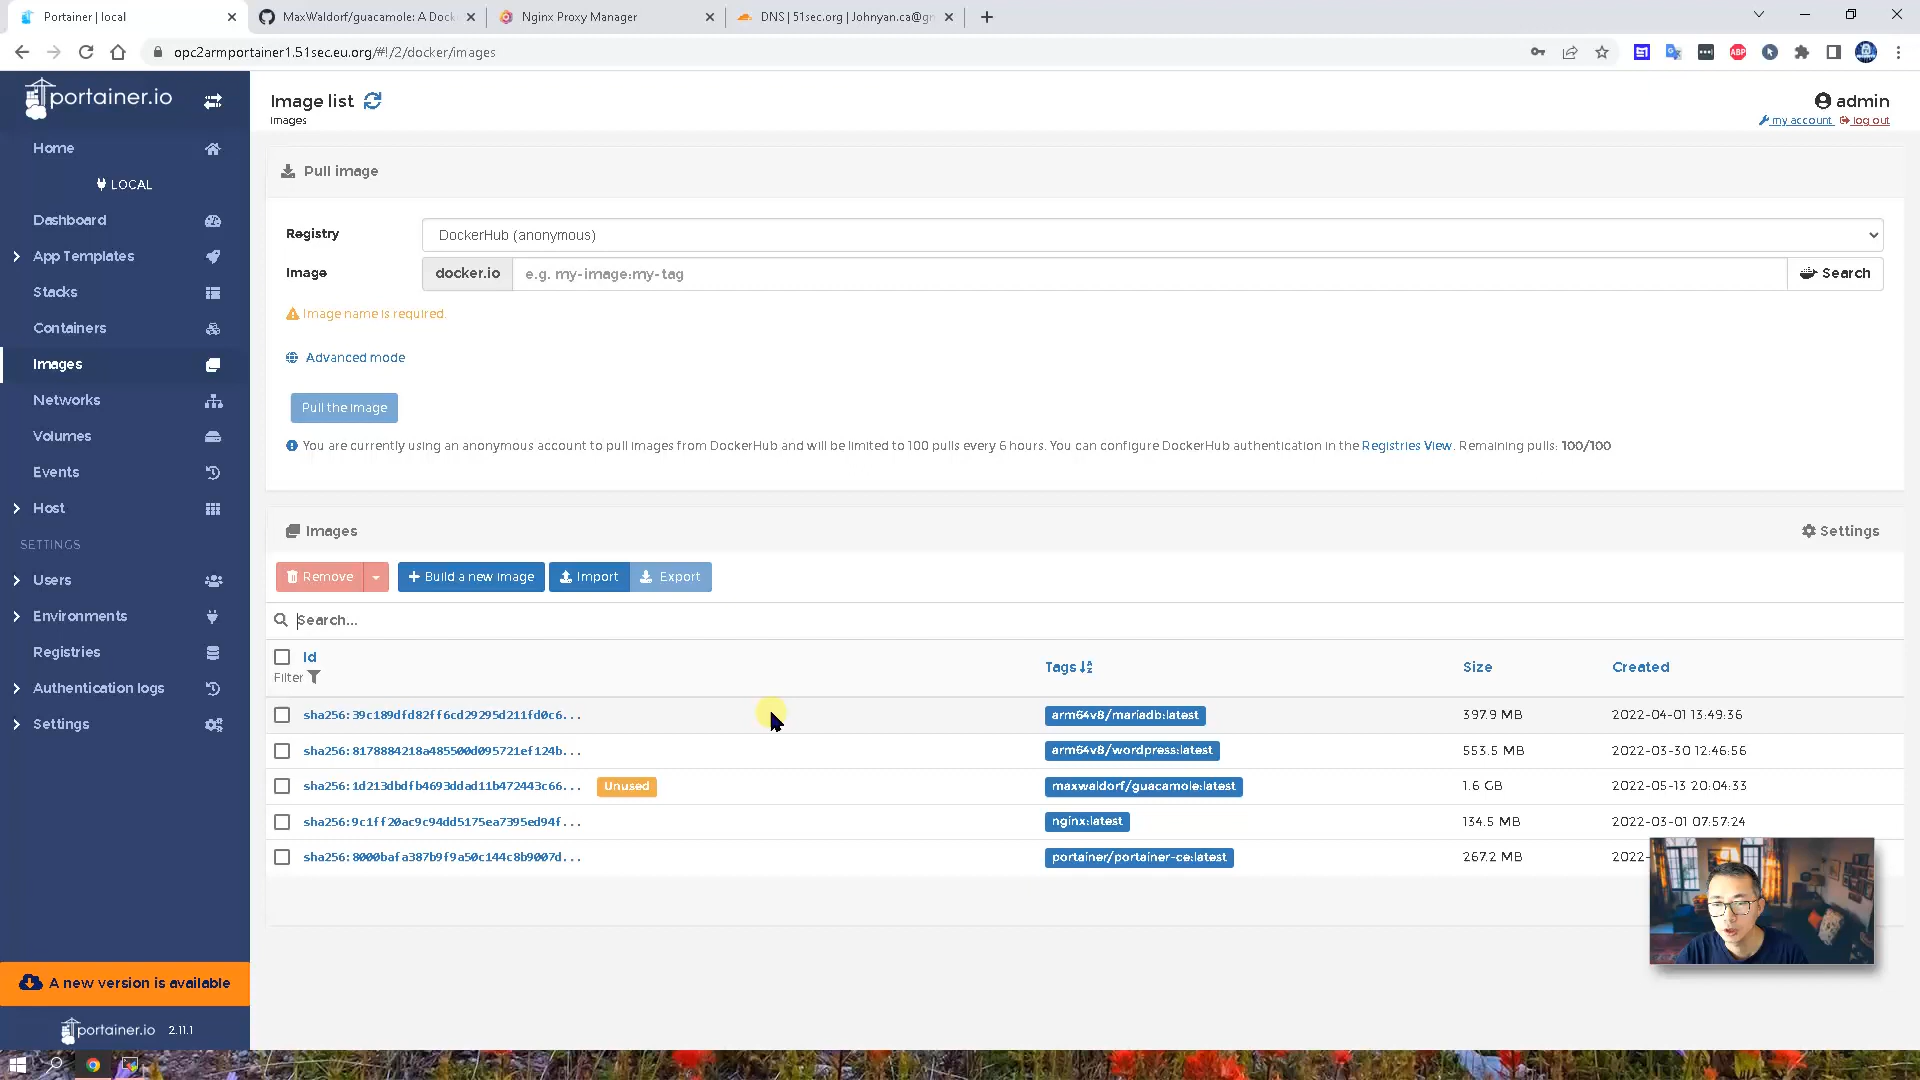 Portainer | local
MaxWaldorf/guacamole: A Dock
Nginx Proxy Manager
DNS | 51sec.org | Johnyan.ca@gm
opc2armportainer1.51sec.eu.org/#!/2/docker/images
portainer.io
Home
LOCAL
Dashboard
App Templates
Stacks
Containers
Images
Networks
Volumes
Events
Host
SETTINGS
Users
Environments
Registries
Authentication logs
Settings
A new version is available
portainer.io 2.11.1
Image list
Images
admin
my account log out
Pull image
Registry
DockerHub (anonymous)
Image
docker.io
e.g. my-image:my-tag
Search
Image name is required.
Advanced mode
Pull the image
You are currently using an anonymous account to pull images from DockerHub and will be limited to 100 pulls every 6 hours. You can configure DockerHub authentication in the Registries View. Remaining pulls: 100/100
Images
Settings
Remove
Build a new image
Import
Export
Search...
Id
Filter
Tags
Size
Created
sha256:39c189dfd82ff6cd29295d211fd0c6... arm64v8/mariadb:latest 397.9 MB 2022-04-01 13:49:36
sha256:8178884218a485500d095721ef124b... arm64v8/wordpress:latest 553.5 MB 2022-03-30 12:46:56
sha256:1d213dbdfb4693ddad11b472443c66... Unused maxwaldorf/guacamole:latest 1.6 GB 2022-05-13 20:04:33
sha256:9c1ff20ac9c94dd5175ea7395ed94f... nginx:latest 134.5 MB 2022-03-01 07:57:24
sha256:8000bafa387b9f9a50c144c8b9007d... portainer/portainer-ce:latest 267.2 MB 2022-